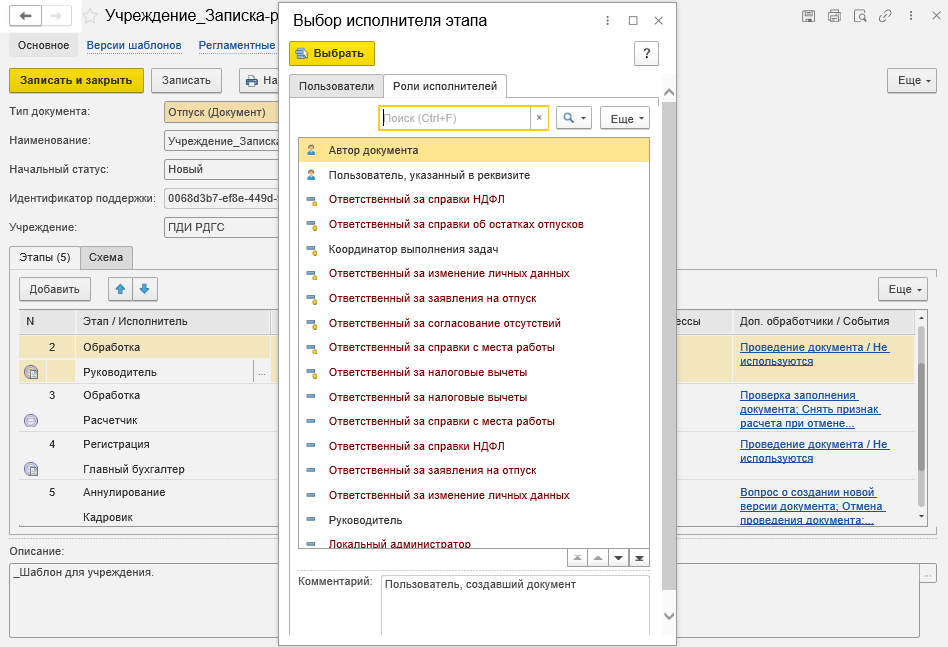 Учреждение_Записка-р
Основное
Версии шаблонов
Регламентные
Записать и закрыть
Записать
На
Еще
Тип документа:
Отпуск (Документ)
Наименование:
Учреждение_Записка
Начальный статус:
Новый
Идентификатор поддержки:
0068d3b7-ef8e-449d-
Учреждение:
ПДИ РДГС
Этапы (5)
Схема
Добавить
Еще
N
Этап / Исполнитель
ессы
Доп. обработчики / События
2
Обработка
Проведение документа / Не
используются
Руководитель
...
3
Обработка
Проверка заполнения
документа; Снять признак
расчета при отмене...
Расчетчик
4
Регистрация
Проведение документа / Не
используются
Главный бухгалтер
5
Аннулирование
Вопрос о создании новой
версии документа; Отмена
проведения документа;...
Кадровик
Описание:
_Шаблон для учреждения.
...
Выбор исполнителя этапа
Выбрать
?
Пользователи
Роли исполнителей
Поиск (Ctrl+F)
×
Еще
Автор документа
Пользователь, указанный в реквизите
Ответственный за справки НДФЛ
Ответственный за справки об остатках отпусков
Координатор выполнения задач
Ответственный за изменение личных данных
Ответственный за заявления на отпуск
Ответственный за согласование отсутствий
Ответственный за справки с места работы
Ответственный за налоговые вычеты
Ответственный за налоговые вычеты
Ответственный за справки с места работы
Ответственный за справки НДФЛ
Ответственный за заявления на отпуск
Ответственный за изменение личных данных
Руководитель
Локальный администратор
Комментарий:
Пользователь, создавший документ